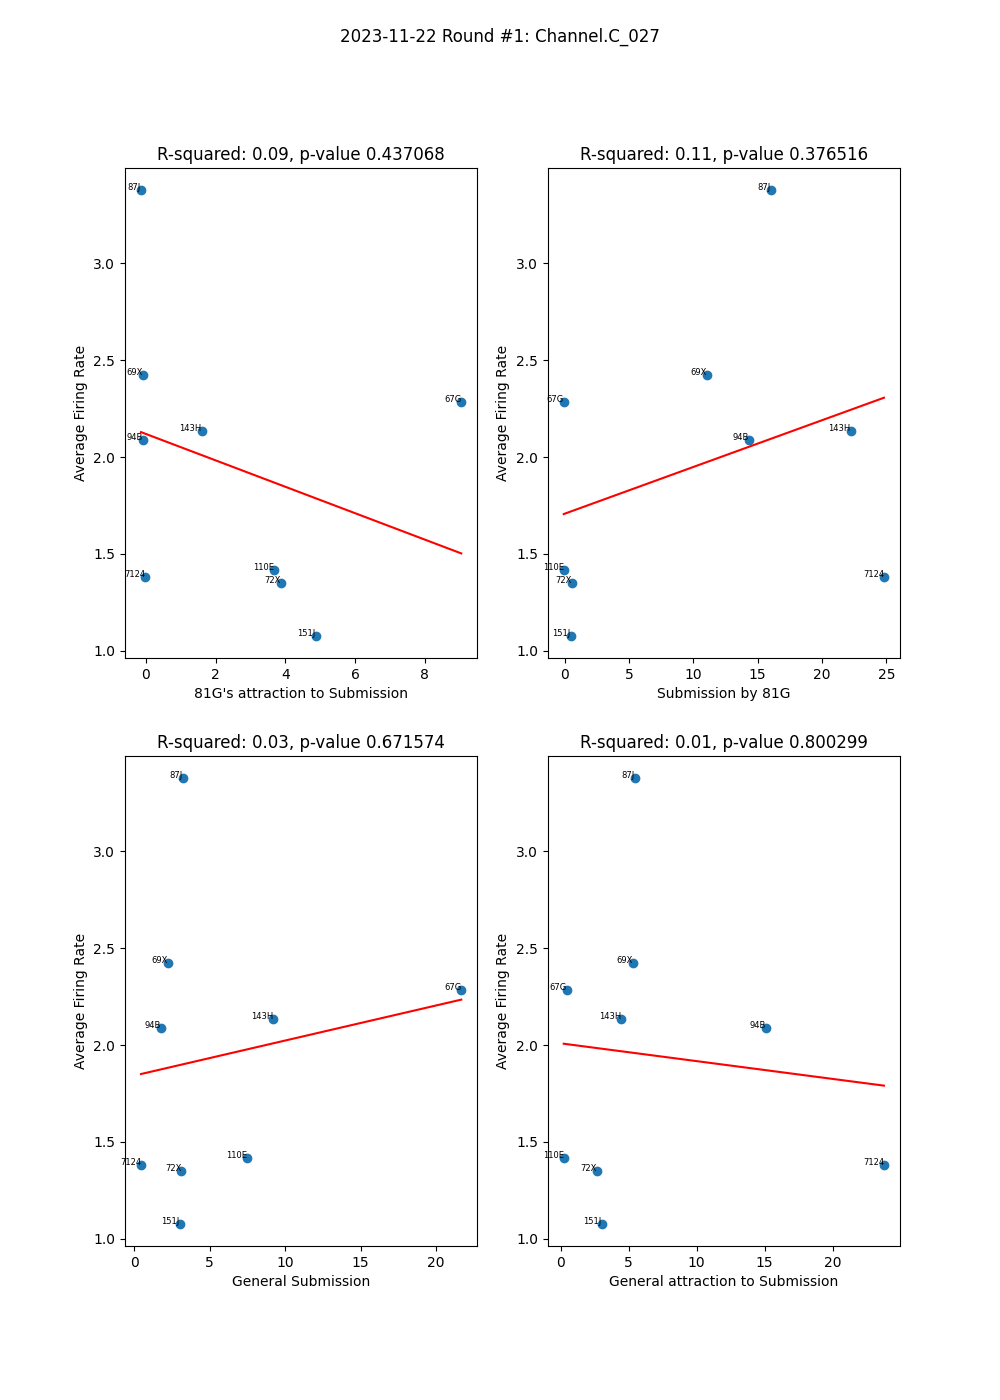 2023-11-22 Round #1: Channel.C_027
R-squared: 0.09, p-value 0.437068
87J
3.0
2.5
2.0
1.5
1.0
Average Firing Rate
69X
67G
143H
94B
7124
110E
72X
151J
0 2 4 6 8
81G's attraction to Submission
R-squared: 0.11, p-value 0.376516
87J
3.0
2.5
2.0
1.5
1.0
Average Firing Rate
69X
67G
143H
94B
110E
72X
7124
151J
0 5 10 15 20 25
Submission by 81G
R-squared: 0.03, p-value 0.671574
87J
3.0
2.5
2.0
1.5
1.0
Average Firing Rate
69X
67G
143H
94B
7124
72X
110E
151J
0 5 10 15 20
General Submission
R-squared: 0.01, p-value 0.800299
87J
3.0
2.5
2.0
1.5
1.0
Average Firing Rate
69X
67G
143H
94B
110E
72X
7124
151J
0 5 10 15 20
General attraction to Submission